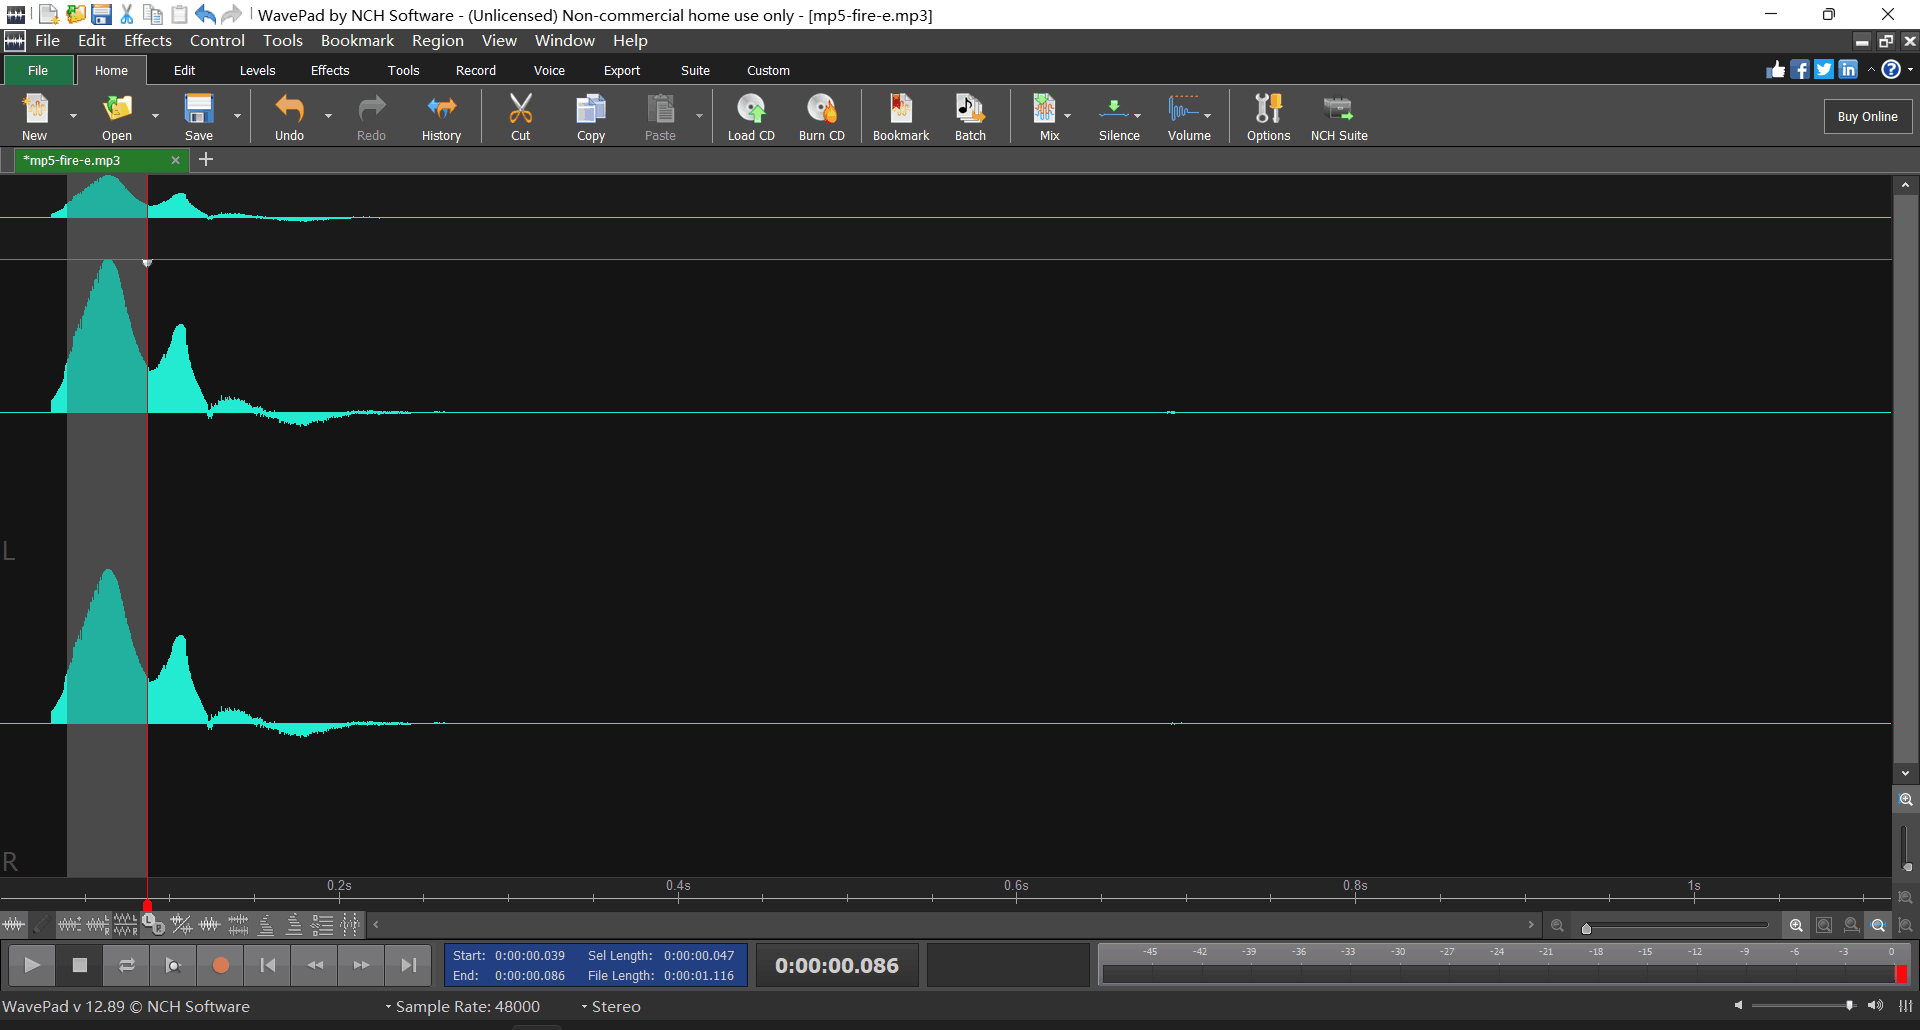 WavePad by NCH Software - (Unlicensed) Non-commercial home use only - [mp5-fire-e.mp3]
File Edit Effects Control Tools Bookmark Region View Window Help
File Home Edit Levels Effects Tools Record Voice Export Suite Custom
New Open Save Undo Redo History Cut Copy Paste Load CD Burn CD Bookmark Batch Mix Silence Volume Options NCH Suite Buy Online
*mp5-fire-e.mp3
L
R
0.2s 0.4s 0.6s 0.8s 1s
Start: 0:00:00.039 Sel Length: 0:00:00.047
End: 0:00:00.086 File Length: 0:00:01.116
0:00:00.086
-45 -42 -39 -36 -33 -30 -27 -24 -21 -18 -15 -12 -9 -6 -3 0
WavePad v 12.89 © NCH Software Sample Rate: 48000 Stereo